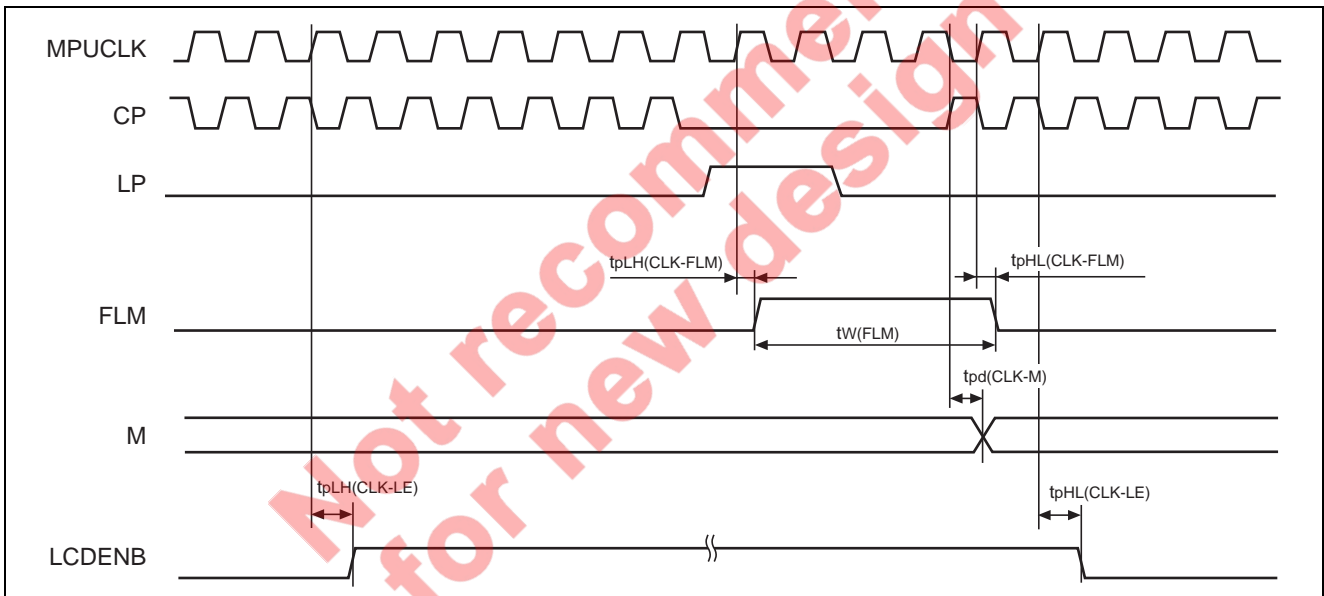 MPUCLK
CP
LP
tpLH(CLK-FLM)
tpHL(CLK-FLM)
FLM
tW(FLM)
tpd(CLK-M)
M
tpLH(CLK-LE)
tpHL(CLK-LE)
LCDENB
Not recomme
for new design